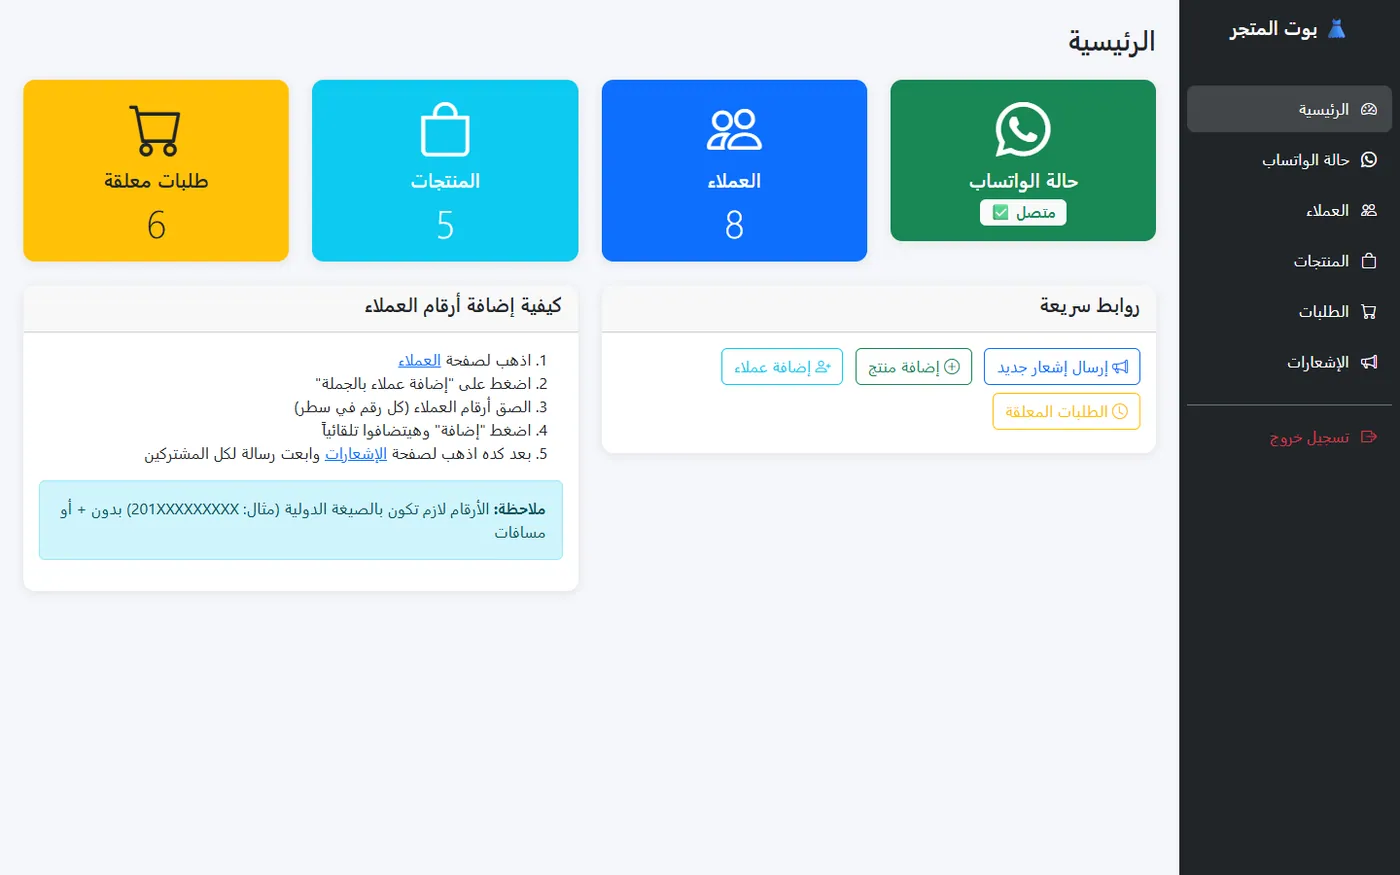 بوت المتجر
الرئيسية
حالة الواتساب
العملاء
المنتجات
الطلبات
الإشعارات
تسجيل خروج
الرئيسية
حالة الواتساب
متصل ✅
العملاء
8
المنتجات
5
طلبات معلقة
6
روابط سريعة
إرسال إشعار جديد
إضافة منتج
إضافة عملاء
الطلبات المعلقة
كيفية إضافة أرقام العملاء
1. اذهب لصفحة العملاء
2. اضغط على "إضافة عملاء بالجملة"
3. الصق أرقام العملاء (كل رقم في سطر)
4. اضغط "إضافة" وهيتضافوا تلقائياً
5. بعد كده اذهب لصفحة الإشعارات وابعت رسالة لكل المشتركين
ملاحظة: الأرقام لازم تكون بالصيغة الدولية (مثال: 201XXXXXXXXX) بدون + أو
مسافات